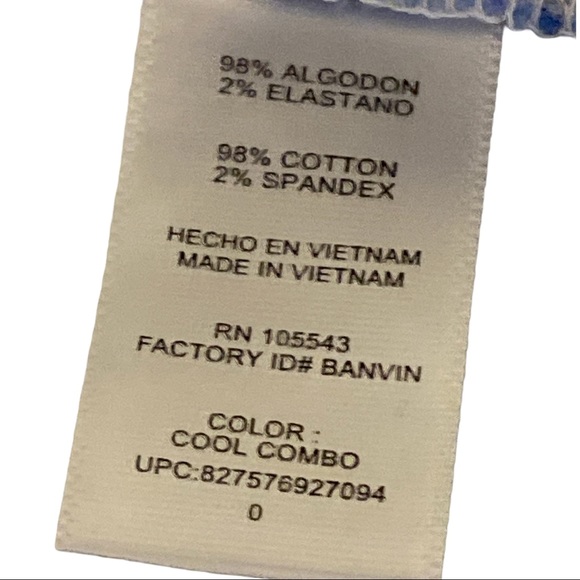 98% ALGODON
2% ELASTANO
98% COTTON
2% SPANDEX
HECHO EN VIETNAM
MADE IN VIETNAM
RN 105543
FACTORY ID# BANVIN
COLOR :
COOL COMBO
UPC:827576927094
0